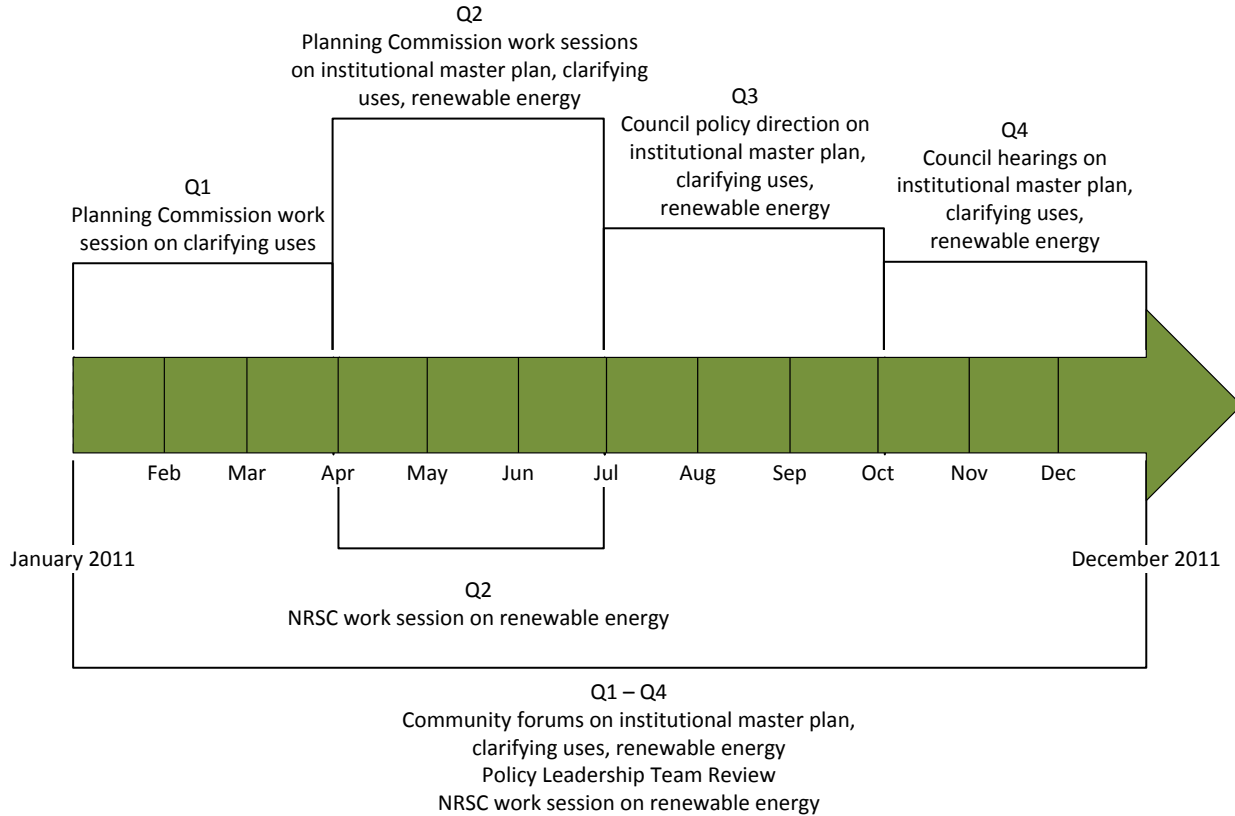 Q2
Planning Commission work sessions
on institutional master plan, clarifying
uses, renewable energy
Q3
Council policy direction on
institutional master plan,
clarifying uses,
renewable energy
Q4
Council hearings on
institutional master plan,
clarifying uses,
renewable energy
Q1
Planning Commission work
session on clarifying uses
Feb Mar Apr May Jun Jul Aug Sep Oct Nov Dec
January 2011
December 2011
Q2
NRSC work session on renewable energy
Q1 – Q4
Community forums on institutional master plan,
clarifying uses, renewable energy
Policy Leadership Team Review
NRSC work session on renewable energy